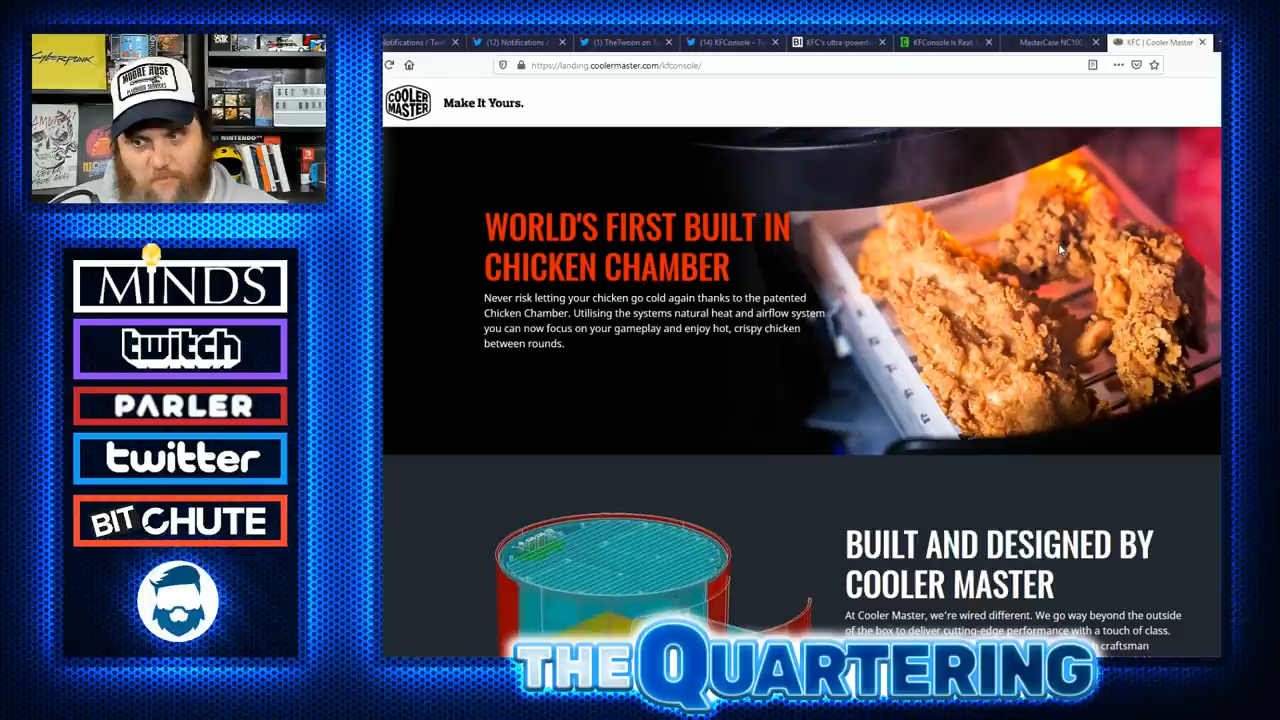 Notifications / Twit
(12) Notifications
(1) TheTwoon on T
(14) KFConsole - Tw
KFC's ultra-powerf
KFConsole Is Real:
MasterCase NC100
KFC | Cooler Master
https://landing.coolermaster.com/kfconsole/
COOLER
MASTER
Make It Yours.
CYBERPUNK
MOORE HUSE
SERVICES
NINTENDO
WORLD'S FIRST BUILT IN
CHICKEN CHAMBER
Never risk letting your chicken go cold again thanks to the patented
Chicken Chamber. Utilising the systems natural heat and airflow system
you can now focus on your gameplay and enjoy hot, crispy chicken
between rounds.
MINDS
twitch
PARLER
twitter
BIT CHUTE
BUILT AND DESIGNED BY
COOLER MASTER
At Cooler Master, we're wired different. We go way beyond the outside
of the box to deliver cutting-edge performance with a touch of class.
craftsman
THE QUARTERING